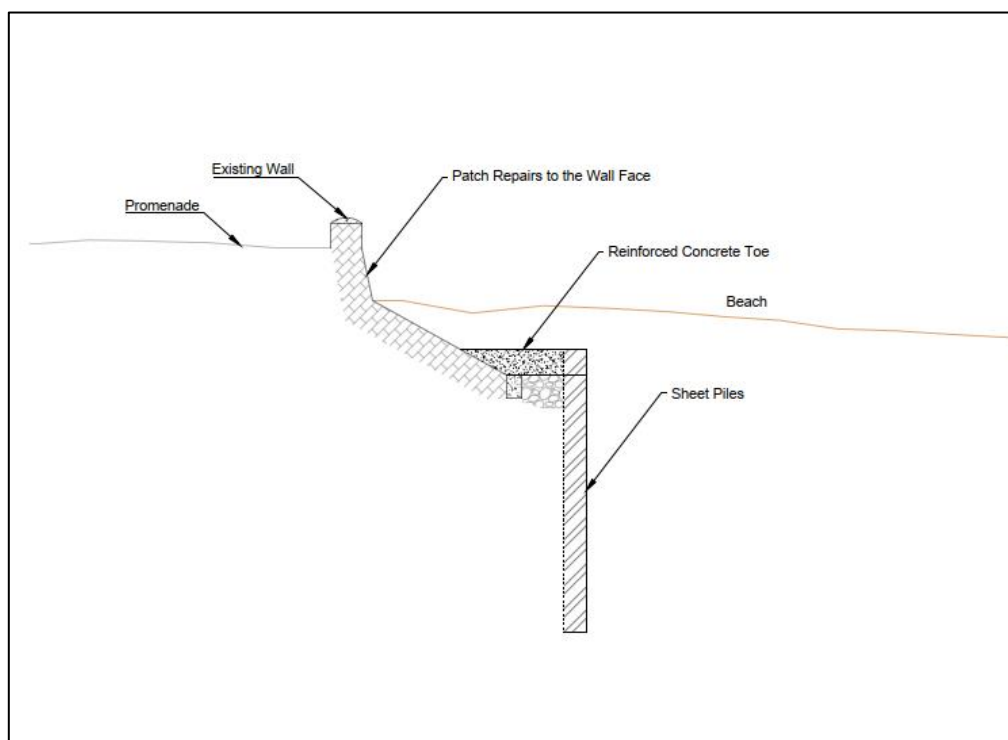 Existing Wall
Patch Repairs to the Wall Face
Promenade
Reinforced Concrete Toe
Beach
Sheet Piles